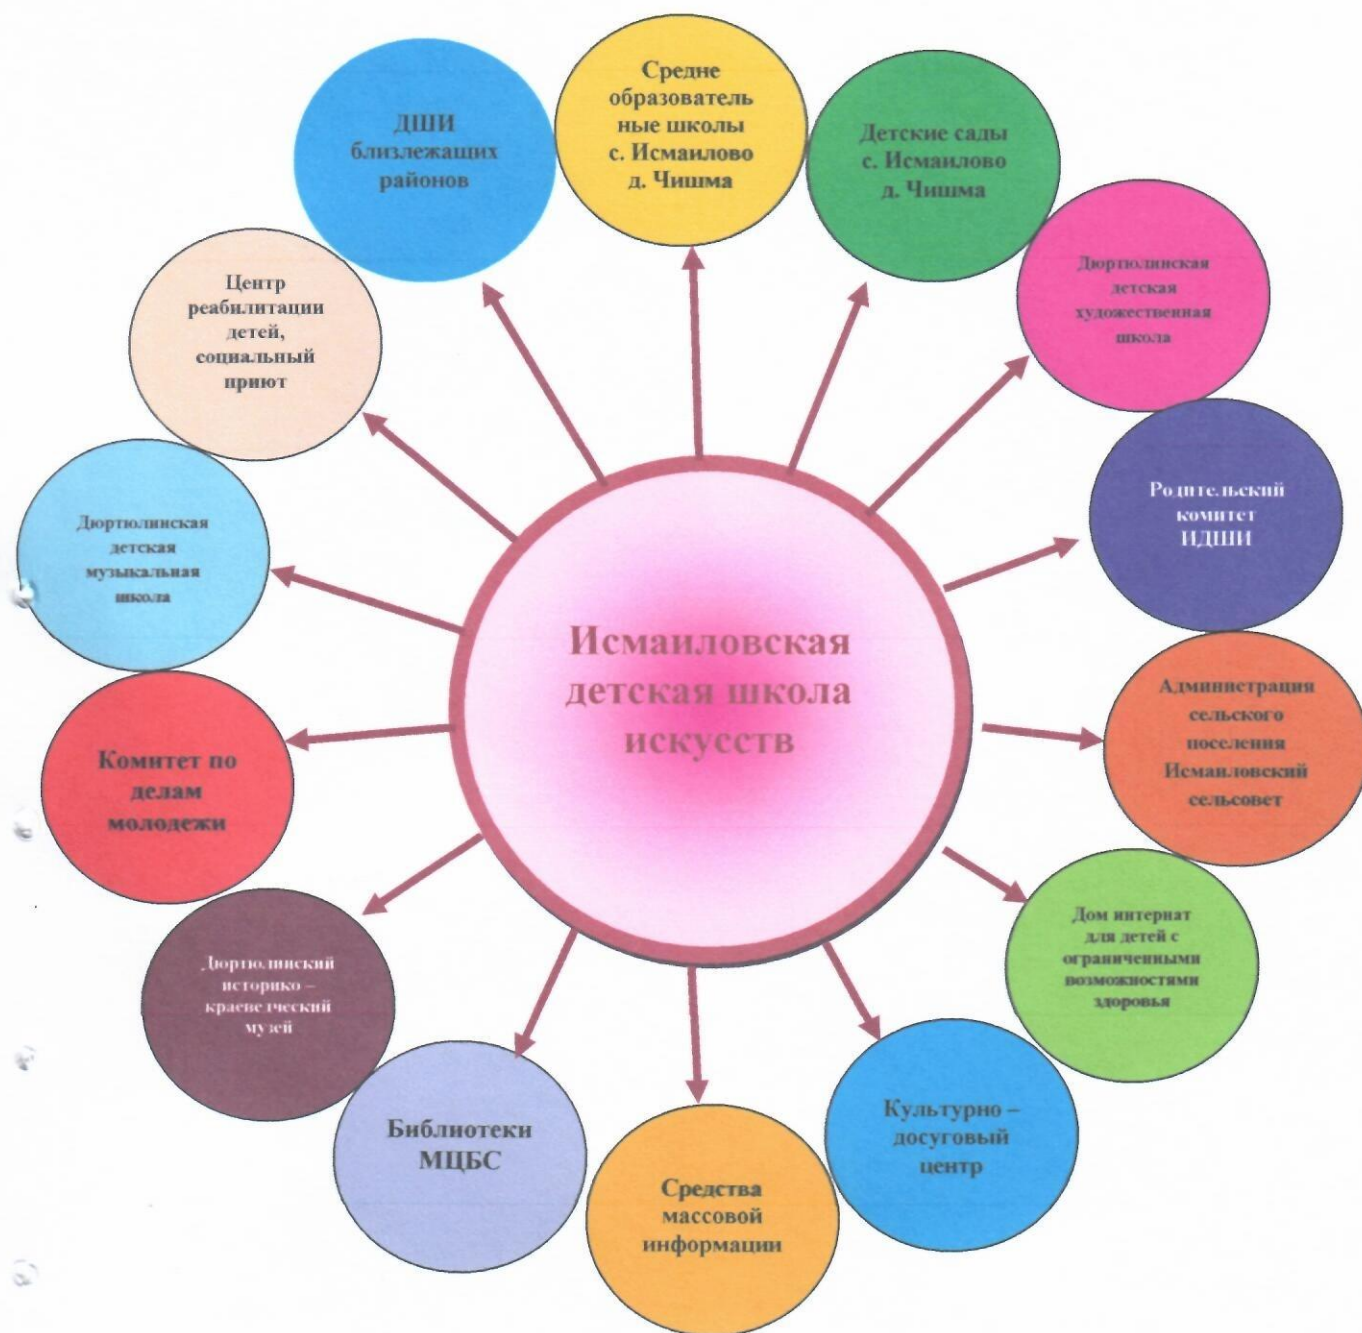 Средне
образователь
ные школы
с. Исмаилово
д. Чишма
Детские сады
с. Исмаилово
д. Чишма
Дюртюлинская
детская
художественная
школа
Родительский
комитет
ИДШИ
Администрация
сельского
поселения
Исмаиловский
сельсовет
Дом интернат
для детей с
ограниченными
возможностями
здоровья
Культурно –
досуговый
центр
Средства
массовой
информации
Библиотеки
МЦБС
Дюртюлинский
историко –
краеведческий
музей
Комитет по
делам
молодежи
Дюртюлинская
детская
музыкальная
школа
Центр
реабилитации
детей,
социальный
приют
ДШИ
близлежащих
районов
Исмаиловская
детская школа
искусств